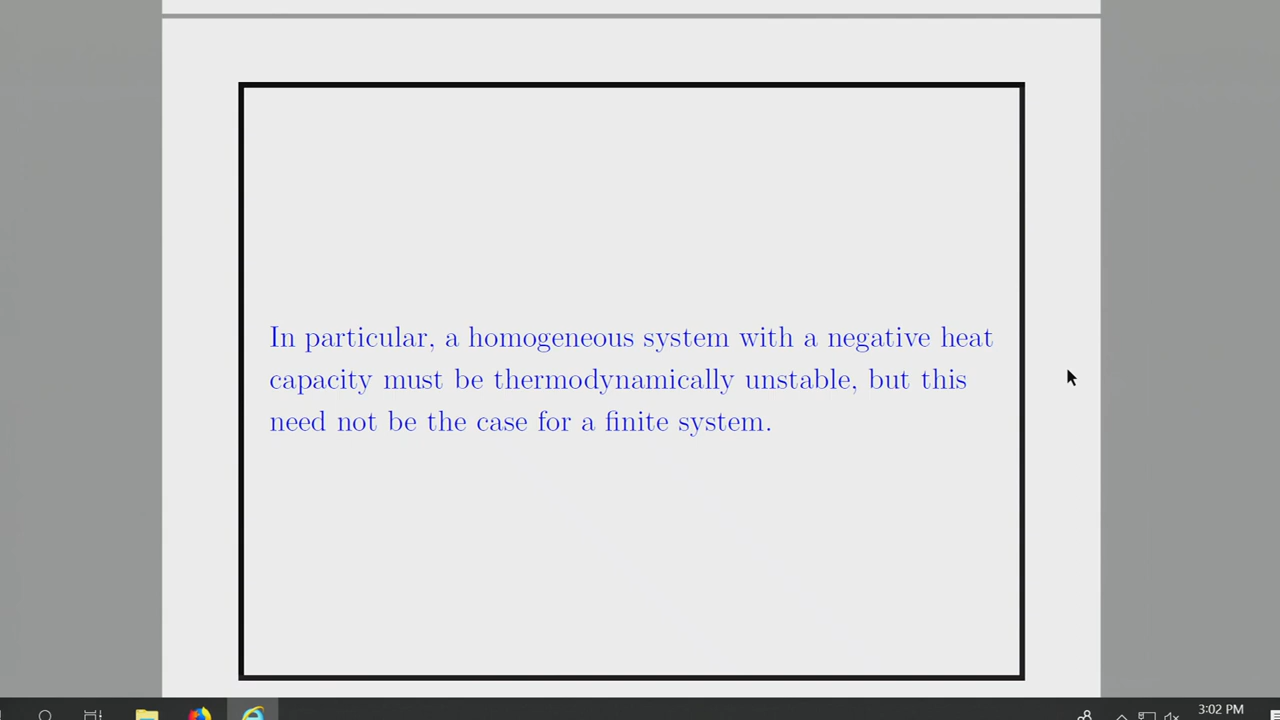 In particular, a homogeneous system with a negative heat
capacity must be thermodynamically unstable, but this
need not be the case for a finite system.
3:02 PM